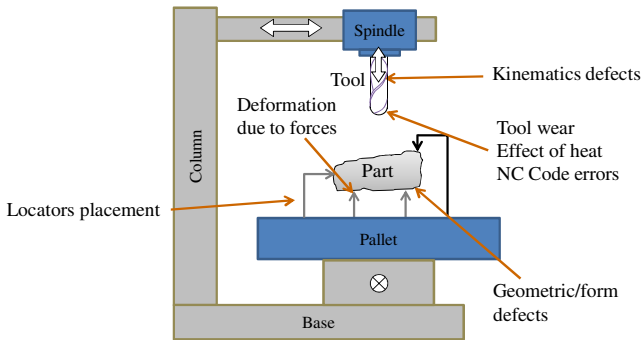 Spindle
Tool
Kinematics defects
Deformation
due to forces
Tool wear
Effect of heat
NC Code errors
Column
Part
Locators placement
Pallet
Geometric/form
defects
Base